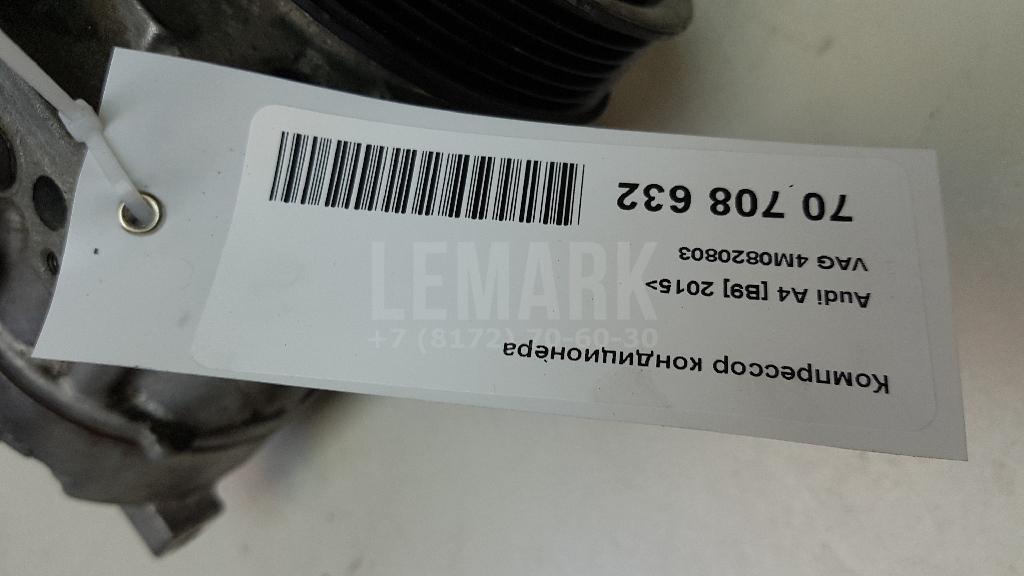 Компрессор кондиционера
Audi A4 [B9] 2015>
VAG 4M0820803
70 708 632
LEMARK
+7 (8172) 70-60-30